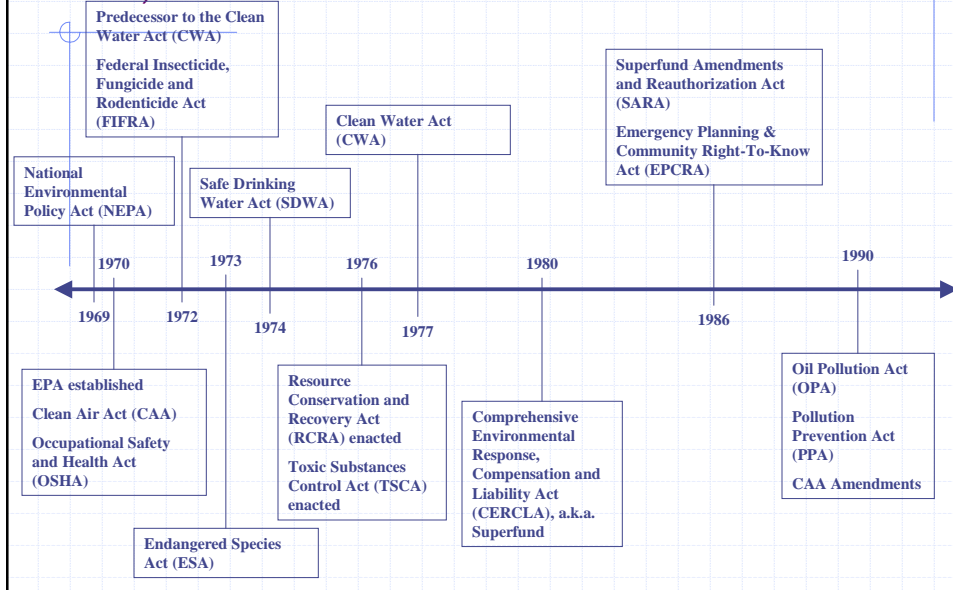 Predecessor to the Clean
Water Act (CWA)
Federal Insecticide,
Fungicide and
Rodenticide Act
(FIFRA)
Superfund Amendments
and Reauthorization Act
(SARA)
Emergency Planning &
Community Right-To-Know
Act (EPCRA)
Clean Water Act
(CWA)
National
Environmental
Policy Act (NEPA)
Safe Drinking
Water Act (SDWA)
1970
1973
1976
1980
1990
1969
1972
1974
1977
1986
EPA established
Clean Air Act (CAA)
Occupational Safety
and Health Act
(OSHA)
Resource
Conservation and
Recovery Act
(RCRA) enacted
Toxic Substances
Control Act (TSCA)
enacted
Comprehensive
Environmental
Response,
Compensation and
Liability Act
(CERCLA), a.k.a.
Superfund
Oil Pollution Act
(OPA)
Pollution
Prevention Act
(PPA)
CAA Amendments
Endangered Species
Act (ESA)